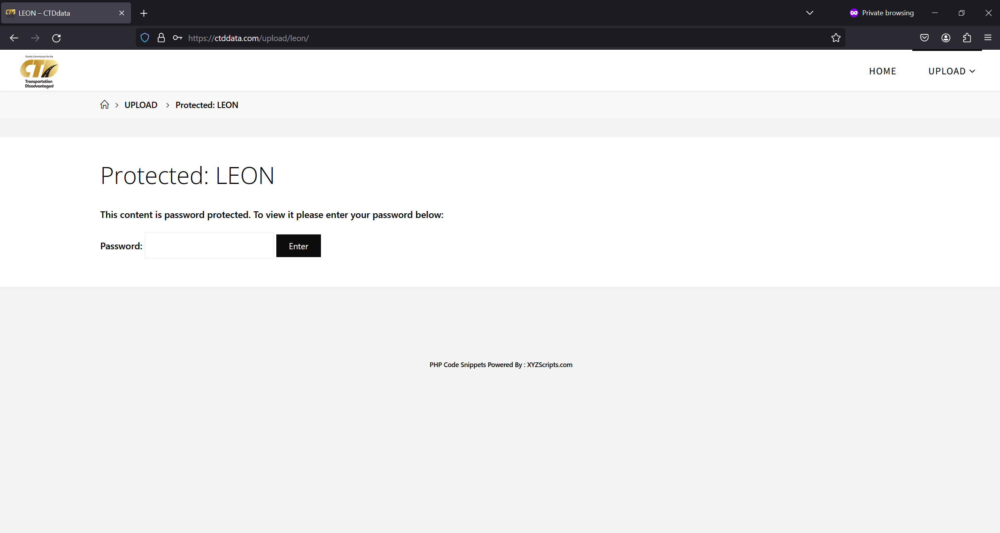 LEON – CTDdata
Private browsing
https://ctddata.com/upload/leon/
Florida Commission for the
CTD
Transportation
Disadvantaged
HOME
UPLOAD
UPLOAD
Protected: LEON
Protected: LEON
This content is password protected. To view it please enter your password below:
Password:
Enter
PHP Code Snippets Powered By : XYZScripts.com